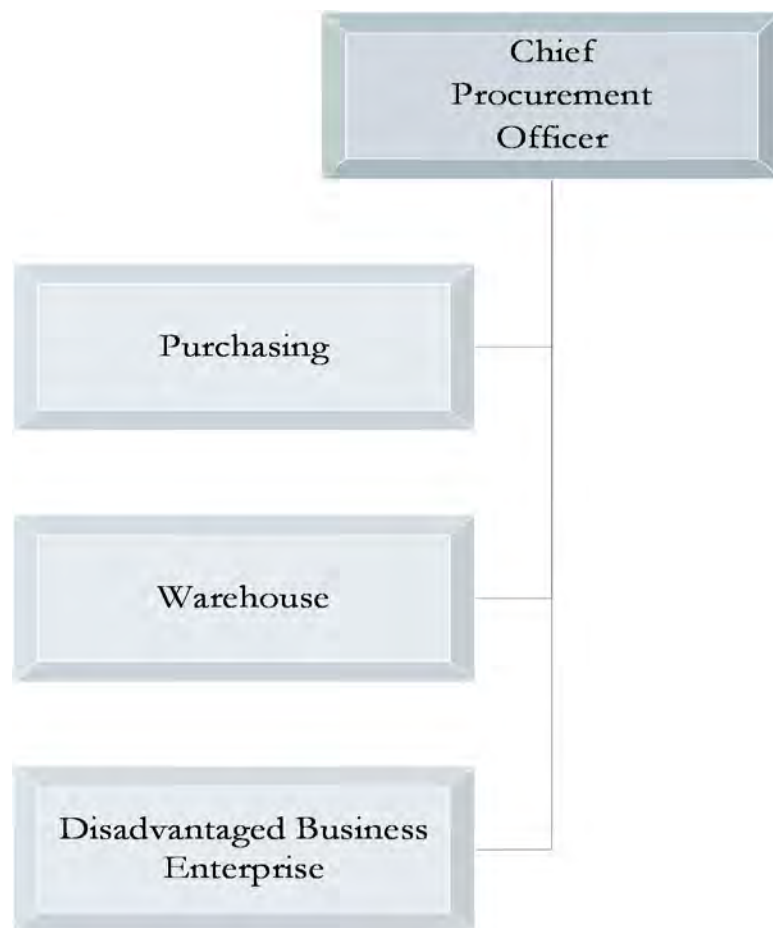 Chief
Procurement
Officer
Purchasing
Warehouse
Disadvantaged Business
Enterprise